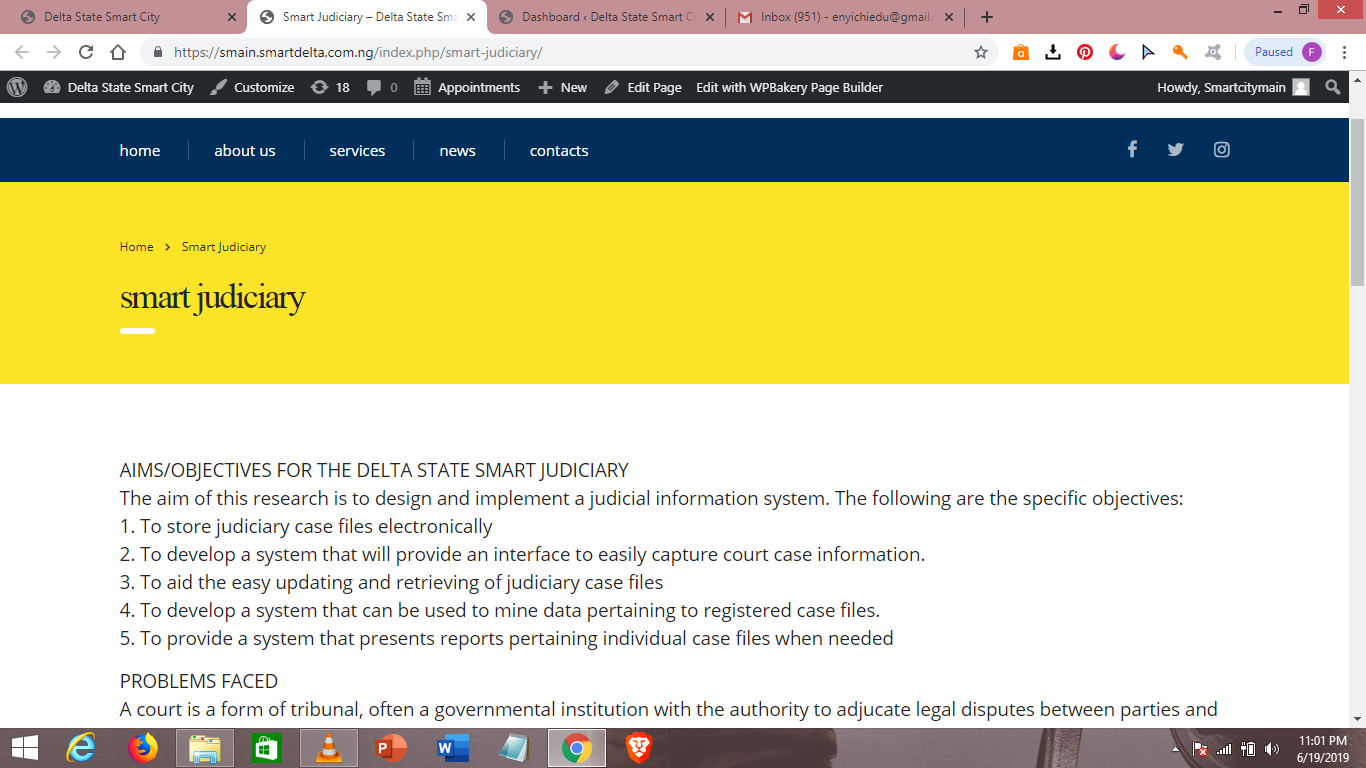 Delta State Smart City
Smart Judiciary – Delta State Sma
Dashboard ‹ Delta State Smart Ci
Inbox (951) - enyichiedu@gmail.c
https://smain.smartdelta.com.ng/index.php/smart-judiciary/
Paused F
Delta State Smart City Customize 18 0 Appointments New Edit Page Edit with WPBakery Page Builder Howdy, Smartcitymain
home about us services news contacts
Home > Smart Judiciary
smart judiciary
AIMS/OBJECTIVES FOR THE DELTA STATE SMART JUDICIARY
The aim of this research is to design and implement a judicial information system. The following are the specific objectives:
1. To store judiciary case files electronically
2. To develop a system that will provide an interface to easily capture court case information.
3. To aid the easy updating and retrieving of judiciary case files
4. To develop a system that can be used to mine data pertaining to registered case files.
5. To provide a system that presents reports pertaining individual case files when needed
PROBLEMS FACED
A court is a form of tribunal, often a governmental institution with the authority to adjucate legal disputes between parties and
11:01 PM
6/19/2019